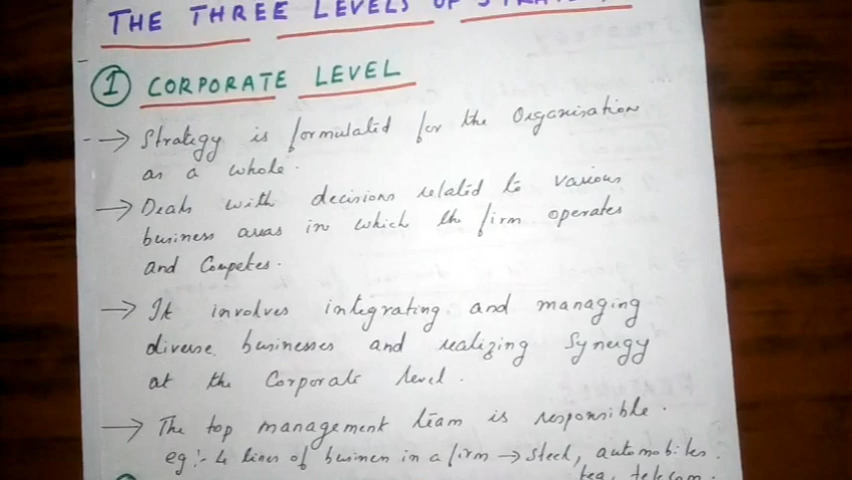 THE THREE LEVELS OF STRATEGY
① CORPORATE LEVEL
→ Strategy is formulated for the Organisation
as a whole.
→ Deals with decisions related to various
business areas in which the firm operates
and Competes.
→ It involves integrating and managing
diverse businesses and realizing Synergy
at the Corporate level.
→ The top management team is responsible.
eg :- 4 lines of business in a firm → steel, automobiles.
tea, telecom.